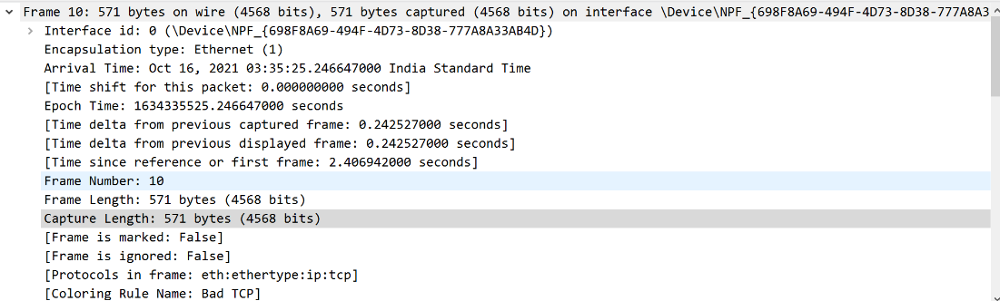 Frame 10: 571 bytes on wire (4568 bits), 571 bytes captured (4568 bits) on interface \Device\NPF_{698F8A69-494F-4D73-8D38-777A8A3
Interface id: 0 (\Device\NPF_{698F8A69-494F-4D73-8D38-777A8A33AB4D})
Encapsulation type: Ethernet (1)
Arrival Time: Oct 16, 2021 03:35:25.246647000 India Standard Time
[Time shift for this packet: 0.000000000 seconds]
Epoch Time: 1634335525.246647000 seconds
[Time delta from previous captured frame: 0.242527000 seconds]
[Time delta from previous displayed frame: 0.242527000 seconds]
[Time since reference or first frame: 2.406942000 seconds]
Frame Number: 10
Frame Length: 571 bytes (4568 bits)
Capture Length: 571 bytes (4568 bits)
[Frame is marked: False]
[Frame is ignored: False]
[Protocols in frame: eth:ethertype:ip:tcp]
[Coloring Rule Name: Bad TCP]